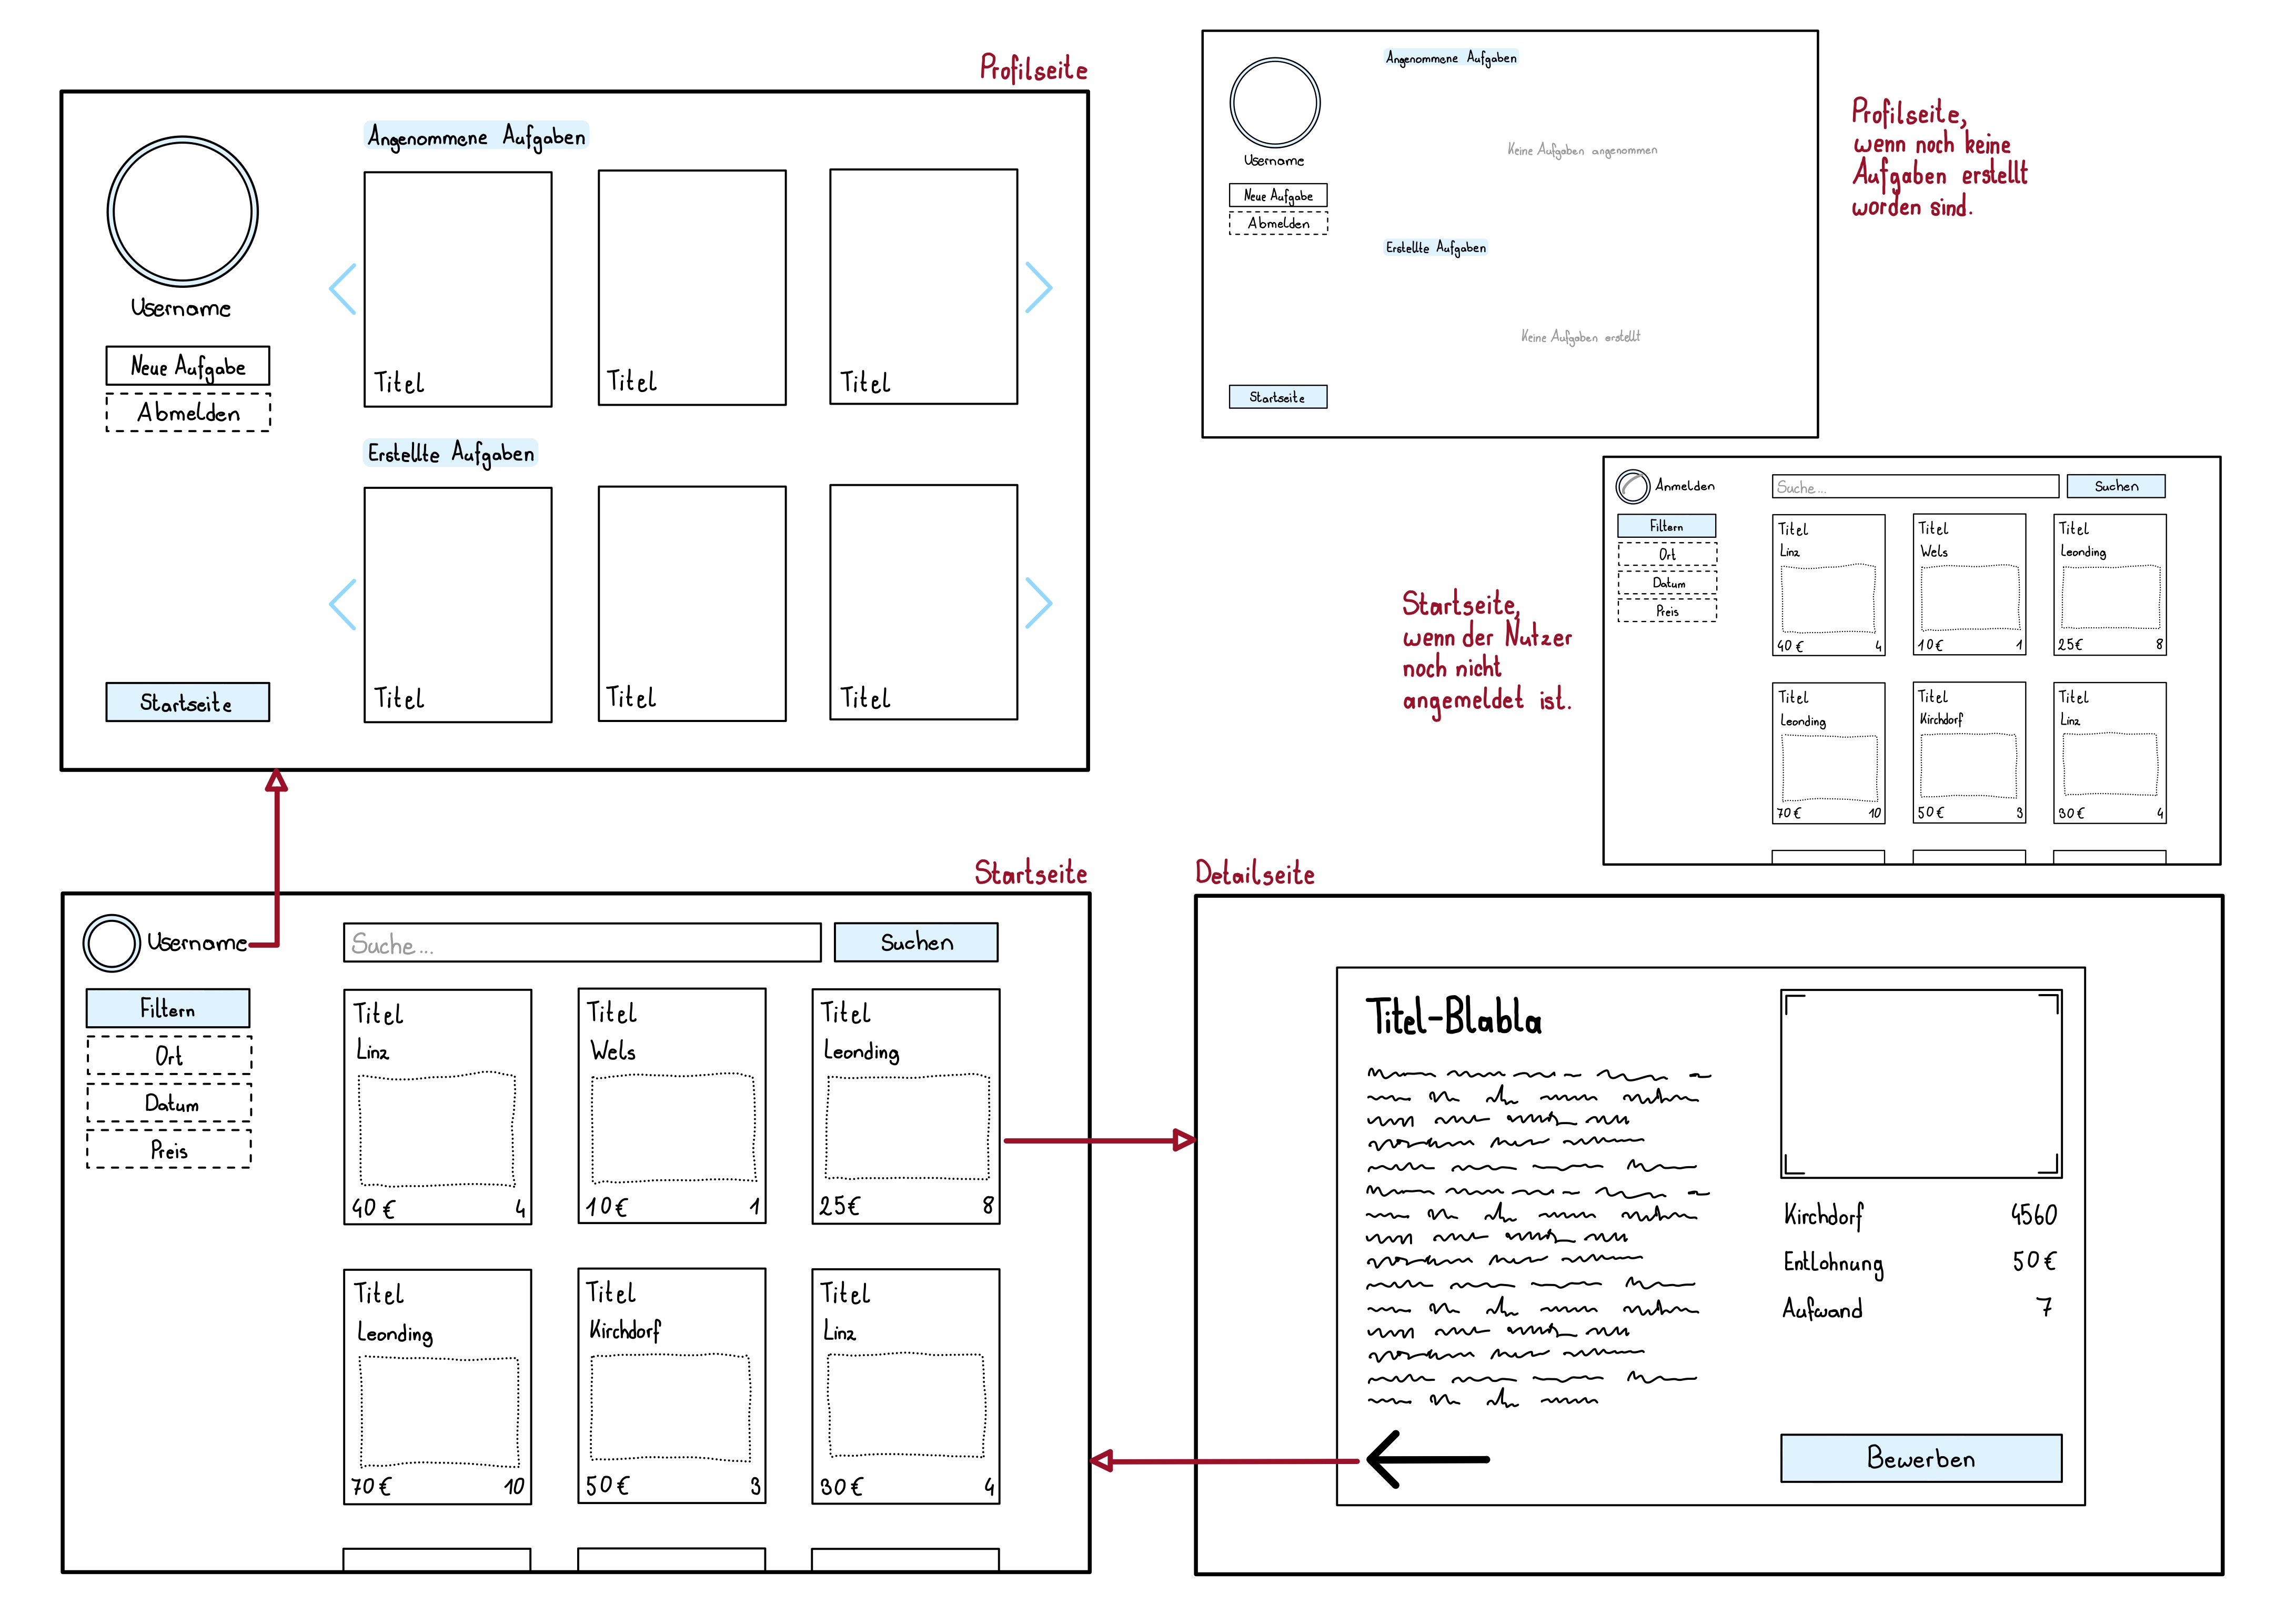 Profilseite
Angenommene Aufgaben
Username
Neue Aufgabe
Abmelden
Titel Titel Titel
Erstellte Aufgaben
Titel Titel Titel
Startseite
Angenommene Aufgaben
Keine Aufgaben angenommen
Username
Neue Aufgabe
Abmelden
Erstellte Aufgaben
Keine Aufgaben erstellt
Startseite
Profilseite,
wenn noch keine
Aufgaben erstellt
worden sind.
Startseite,
wenn der Nutzer
noch nicht
angemeldet ist.
Anmelden
Suche... Suchen
Filtern
Ort
Datum
Preis
Titel Titel Titel
Linz Wels Leonding
40€ 4 10€ 1 25€ 8
Titel Titel Titel
Leonding Kirchdorf Linz
70€ 10 50€ 3 30€ 4
Startseite
Username
Suche... Suchen
Filtern
Ort
Datum
Preis
Titel Titel Titel
Linz Wels Leonding
40€ 4 10€ 1 25€ 8
Titel Titel Titel
Leonding Kirchdorf Linz
70€ 10 50€ 3 30€ 4
Detailseite
Titel-Blabla
Kirchdorf 4560
Entlohnung 50€
Aufwand 7
Bewerben